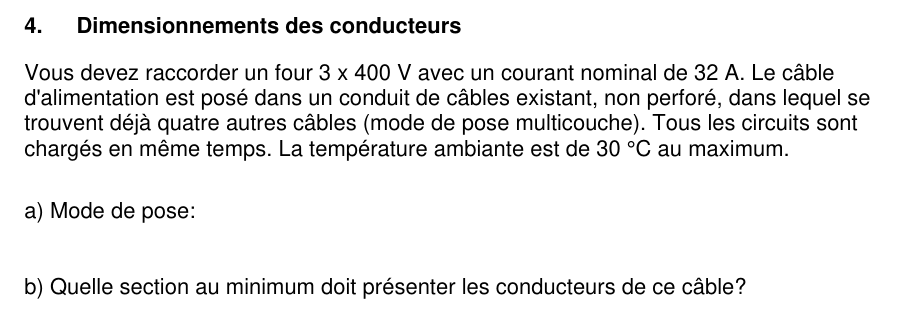 4. Dimensionnements des conducteurs
Vous devez raccorder un four 3 x 400 V avec un courant nominal de 32 A. Le câble
d'alimentation est posé dans un conduit de câbles existant, non perforé, dans lequel se
trouvent déjà quatre autres câbles (mode de pose multicouche). Tous les circuits sont
chargés en même temps. La température ambiante est de 30 °C au maximum.
a) Mode de pose:
b) Quelle section au minimum doit présenter les conducteurs de ce câble?